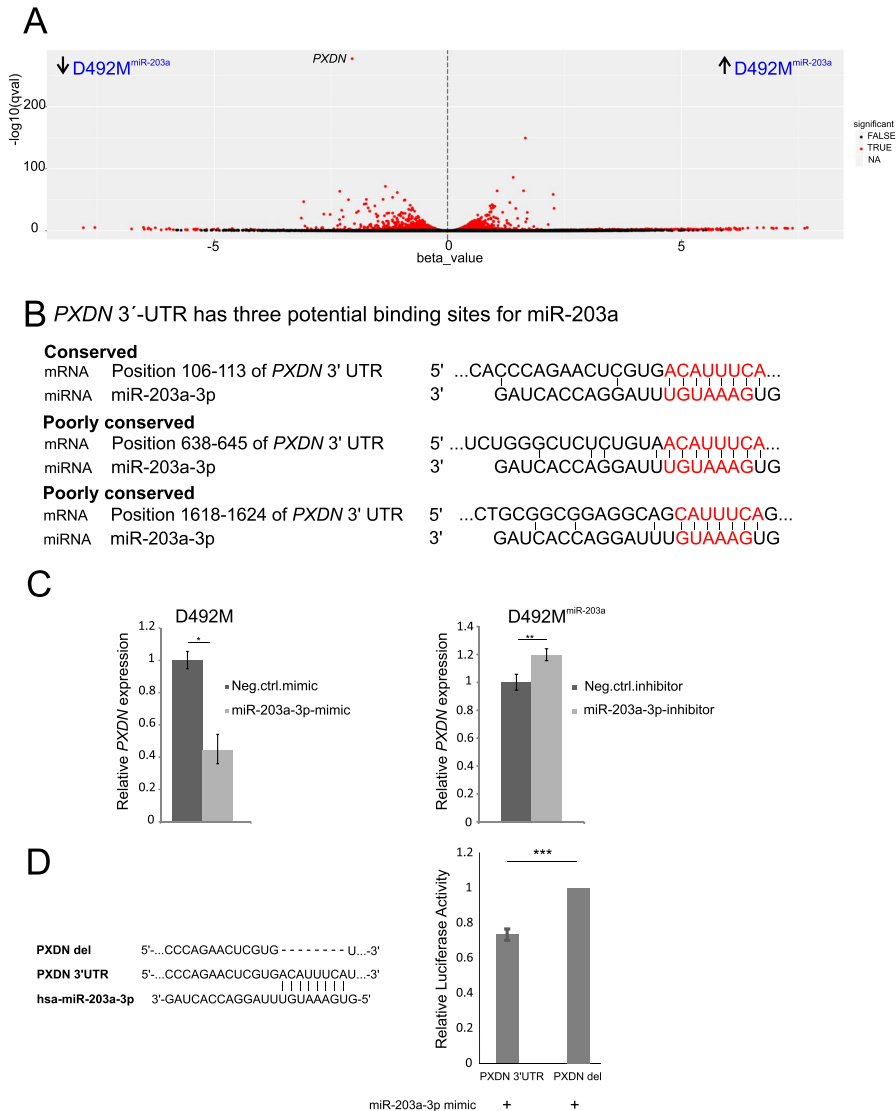 A
D492MmiR-203a
PXDN
D492MmiR-203a
-log10(qval)
200
100
0
-5
0
5
beta_value
significant
FALSE
TRUE
NA
B PXDN 3´-UTR has three potential binding sites for miR-203a
Conserved
mRNA Position 106-113 of PXDN 3' UTR 5' ...CACCCAGAACUCGUGACAUUUCA...
miRNA miR-203a-3p 3' GAUCACCAGGAUUUGUAAAGUG
Poorly conserved
mRNA Position 638-645 of PXDN 3' UTR 5' ...UCUGGGCUCUCUGUAACAUUUCA...
miRNA miR-203a-3p 3' GAUCACCAGGAUUUGUAAAGUG
Poorly conserved
mRNA Position 1618-1624 of PXDN 3' UTR 5' ...CTGCGGCGGAGGCAGCAUUUCAG...
miRNA miR-203a-3p 3' GAUCACCAGGAUUUGUAAAGUG
C
D492M
Relative PXDN expression
1.2
1
0.8
0.6
0.4
0.2
0
*
Neg.ctrl.mimic
miR-203a-3p-mimic
D492MmiR-203a
Relative PXDN expression
1.4
1.2
1
0.8
0.6
0.4
0.2
0
**
Neg.ctrl.inhibitor
miR-203a-3p-inhibitor
D
PXDN del 5'-...CCCAGAACUCGUG--------U...-3'
PXDN 3'UTR 5'-...CCCAGAACUCGUGACAUUUCAU...-3'
hsa-miR-203a-3p 3'-GAUCACCAGGAUUUGUAAAGUG-5'
Relative Luciferase Activity
1.2
1
0.8
0.6
0.4
0.2
0
***
PXDN 3'UTR PXDN del
miR-203a-3p mimic + +